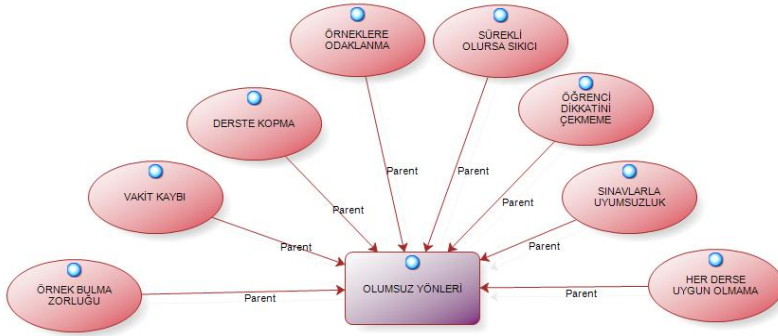 ÖRNEKLERE
ODAKLANMA
SÜREKLİ
OLURSA SIKICI
ÖĞRENCİ
DİKKATİNİ
ÇEKMEME
DERSTE KOPMA
VAKİT KAYBI
SINAVLARLA
UYUMSUZLUK
ÖRNEK BULMA
ZORLUĞU
HER DERSE
UYGUN OLMAMA
Parent
Parent
Parent
Parent
Parent
Parent
Parent
Parent
OLUMSUZ YÖNLERİ